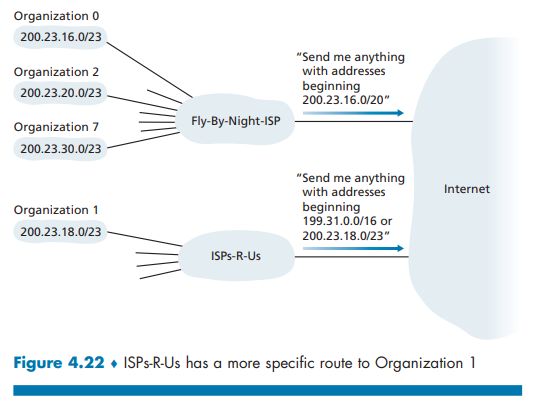 Organization 0
200.23.16.0/23
Organization 2
200.23.20.0/23
Organization 7
200.23.30.0/23
Fly-By-Night-ISP
“Send me anything
with addresses
beginning
200.23.16.0/20”
Organization 1
200.23.18.0/23
ISPs-R-Us
“Send me anything
with addresses
beginning
199.31.0.0/16 or
200.23.18.0/23”
Internet
Figure 4.22 ♦ ISPs-R-Us has a more specific route to Organization 1